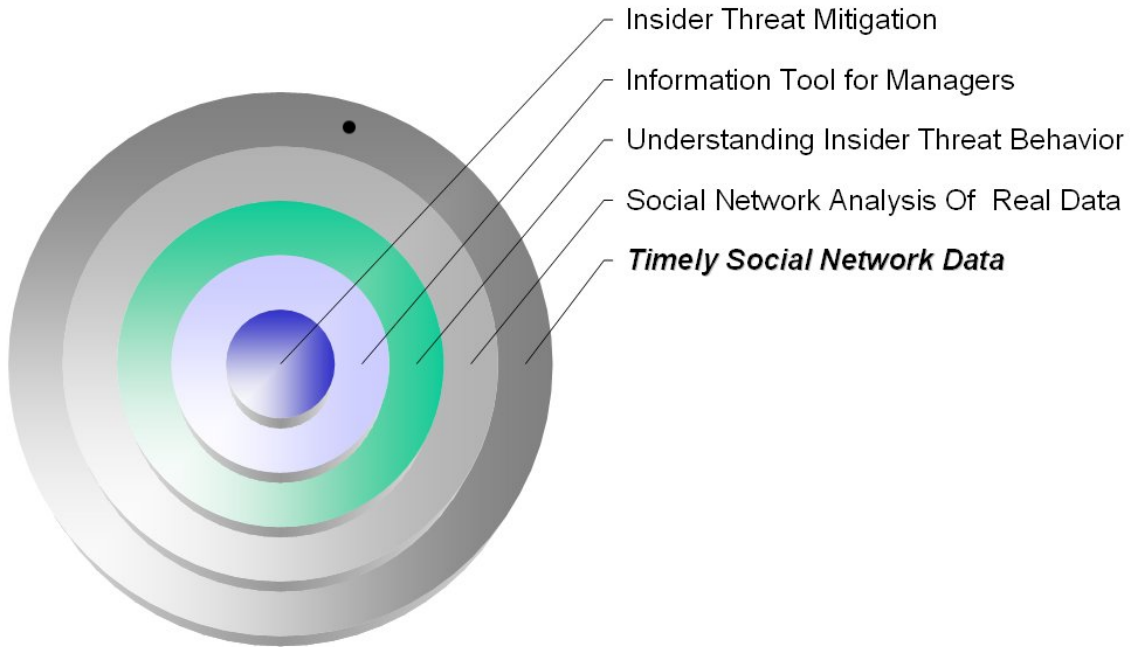 Insider Threat Mitigation
Information Tool for Managers
Understanding Insider Threat Behavior
Social Network Analysis Of  Real Data
Timely Social Network Data